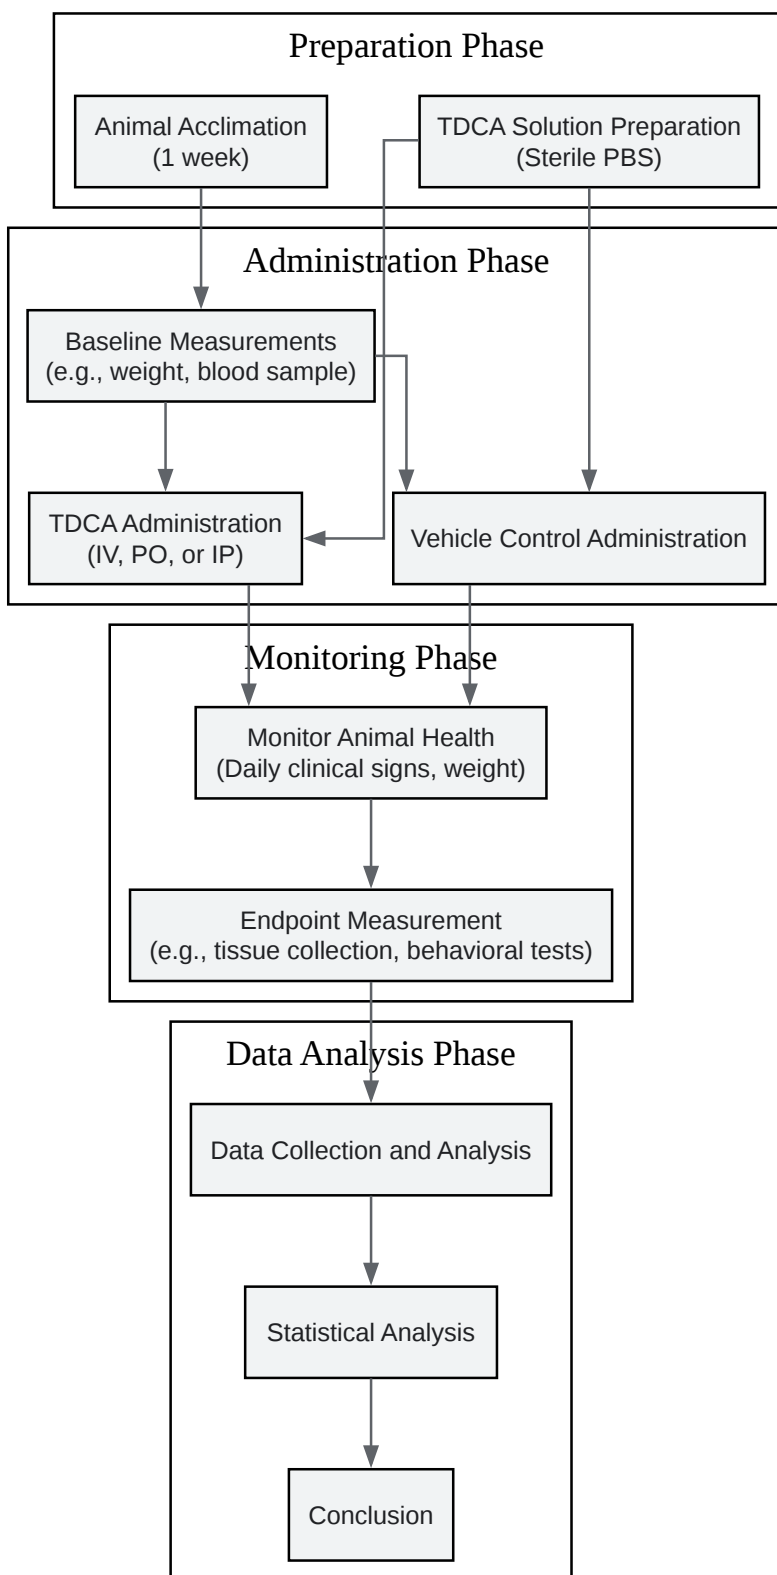 Preparation Phase
Animal Acclimation
(1 week)
TDCA Solution Preparation
(Sterile PBS)
Administration Phase
Baseline Measurements
(e.g., weight, blood sample)
TDCA Administration
(IV, PO, or IP)
Vehicle Control Administration
Monitoring Phase
Monitor Animal Health
(Daily clinical signs, weight)
Endpoint Measurement
(e.g., tissue collection, behavioral tests)
Data Analysis Phase
Data Collection and Analysis
Statistical Analysis
Conclusion